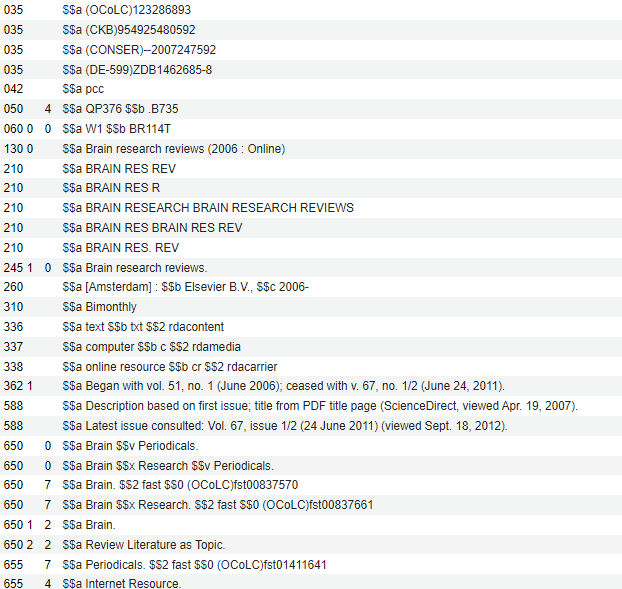 035 $$a (OCoLC)123286893
035 $$a (CKB)954925480592
035 $$a (CONSER)--2007247592
035 $$a (DE-599)ZDB1462685-8
042 $$a pcc
050 4 $$a QP376 $$b .B735
060 0 0 $$a W1 $$b BR114T
130 0 $$a Brain research reviews (2006 : Online)
210 $$a BRAIN RES REV
210 $$a BRAIN RES R
210 $$a BRAIN RESEARCH BRAIN RESEARCH REVIEWS
210 $$a BRAIN RES BRAIN RES REV
210 $$a BRAIN RES. REV
245 1 0 $$a Brain research reviews.
260 $$a [Amsterdam] : $$b Elsevier B.V., $$c 2006-
310 $$a Bimonthly
336 $$a text $$b txt $$2 rdacontent
337 $$a computer $$b c $$2 rdamedia
338 $$a online resource $$b cr $$2 rdacarrier
362 1 $$a Began with vol. 51, no. 1 (June 2006); ceased with v. 67, no. 1/2 (June 24, 2011).
588 $$a Description based on first issue; title from PDF title page (ScienceDirect, viewed Apr. 19, 2007).
588 $$a Latest issue consulted: Vol. 67, issue 1/2 (24 June 2011) (viewed Sept. 18, 2012).
650 0 $$a Brain $$v Periodicals.
650 0 $$a Brain $$x Research $$v Periodicals.
650 7 $$a Brain. $$2 fast $$0 (OCoLC)fst00837570
650 7 $$a Brain $$x Research. $$2 fast $$0 (OCoLC)fst00837661
650 1 2 $$a Brain.
650 2 2 $$a Review Literature as Topic.
655 7 $$a Periodicals. $$2 fast $$0 (OCoLC)fst01411641
655 4 $$a Internet Resource.